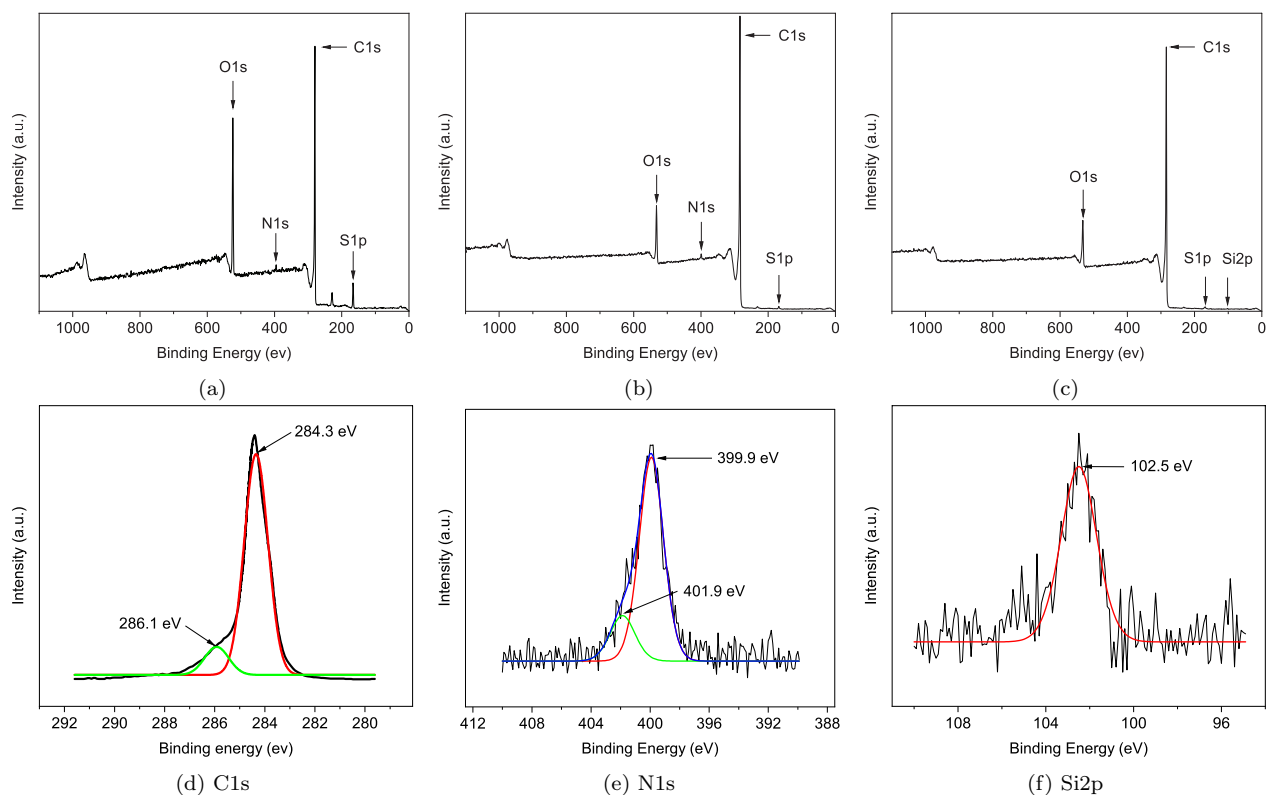 C1s
O1s
N1s
S1p
Intensity (a.u.)
1000 800 600 400 200 0
Binding Energy (ev)
(a)
C1s
O1s
N1s
S1p
Intensity (a.u.)
1000 800 600 400 200 0
Binding Energy (ev)
(b)
C1s
O1s
S1p Si2p
Intensity (a.u.)
1000 800 600 400 200 0
Binding Energy (ev)
(c)
284.3 eV
286.1 eV
Intensity (a.u.)
292 290 288 286 284 282 280
Binding energy (ev)
(d) C1s
399.9 eV
401.9 eV
Intensity (a.u.)
412 408 404 400 396 392 388
Binding Energy (eV)
(e) N1s
102.5 eV
Intensity (a.u.)
108 104 100 96
Binding Energy (eV)
(f) Si2p